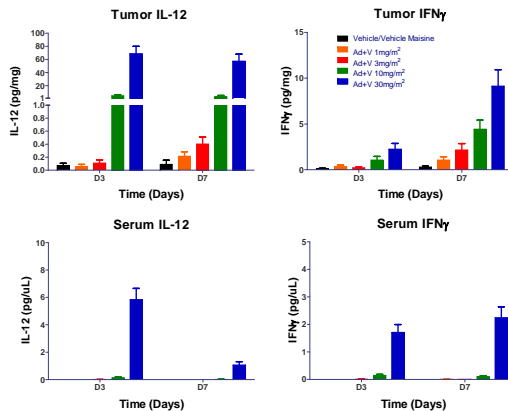 Tumor IL-12
IL-12 (pg/mg)
100
80
60
40
20
1
1.0
0.8
0.6
0.4
0.2
0.0
D3
D7
Time (Days)
Tumor IFNγ
IFNγ (pg/mg)
15
10
5
0
Vehicle/Vehicle Maisine
Ad+V 1mg/m²
Ad+V 3mg/m²
Ad+V 10mg/m²
Ad+V 30mg/m²
D3
D7
Time (Days)
Serum IL-12
IL-12 (pg/uL)
10
8
6
4
2
0
D3
D7
Time (Days)
Serum IFNγ
IFNγ (pg/uL)
5
4
3
2
1
0
D3
D7
Time (Days)